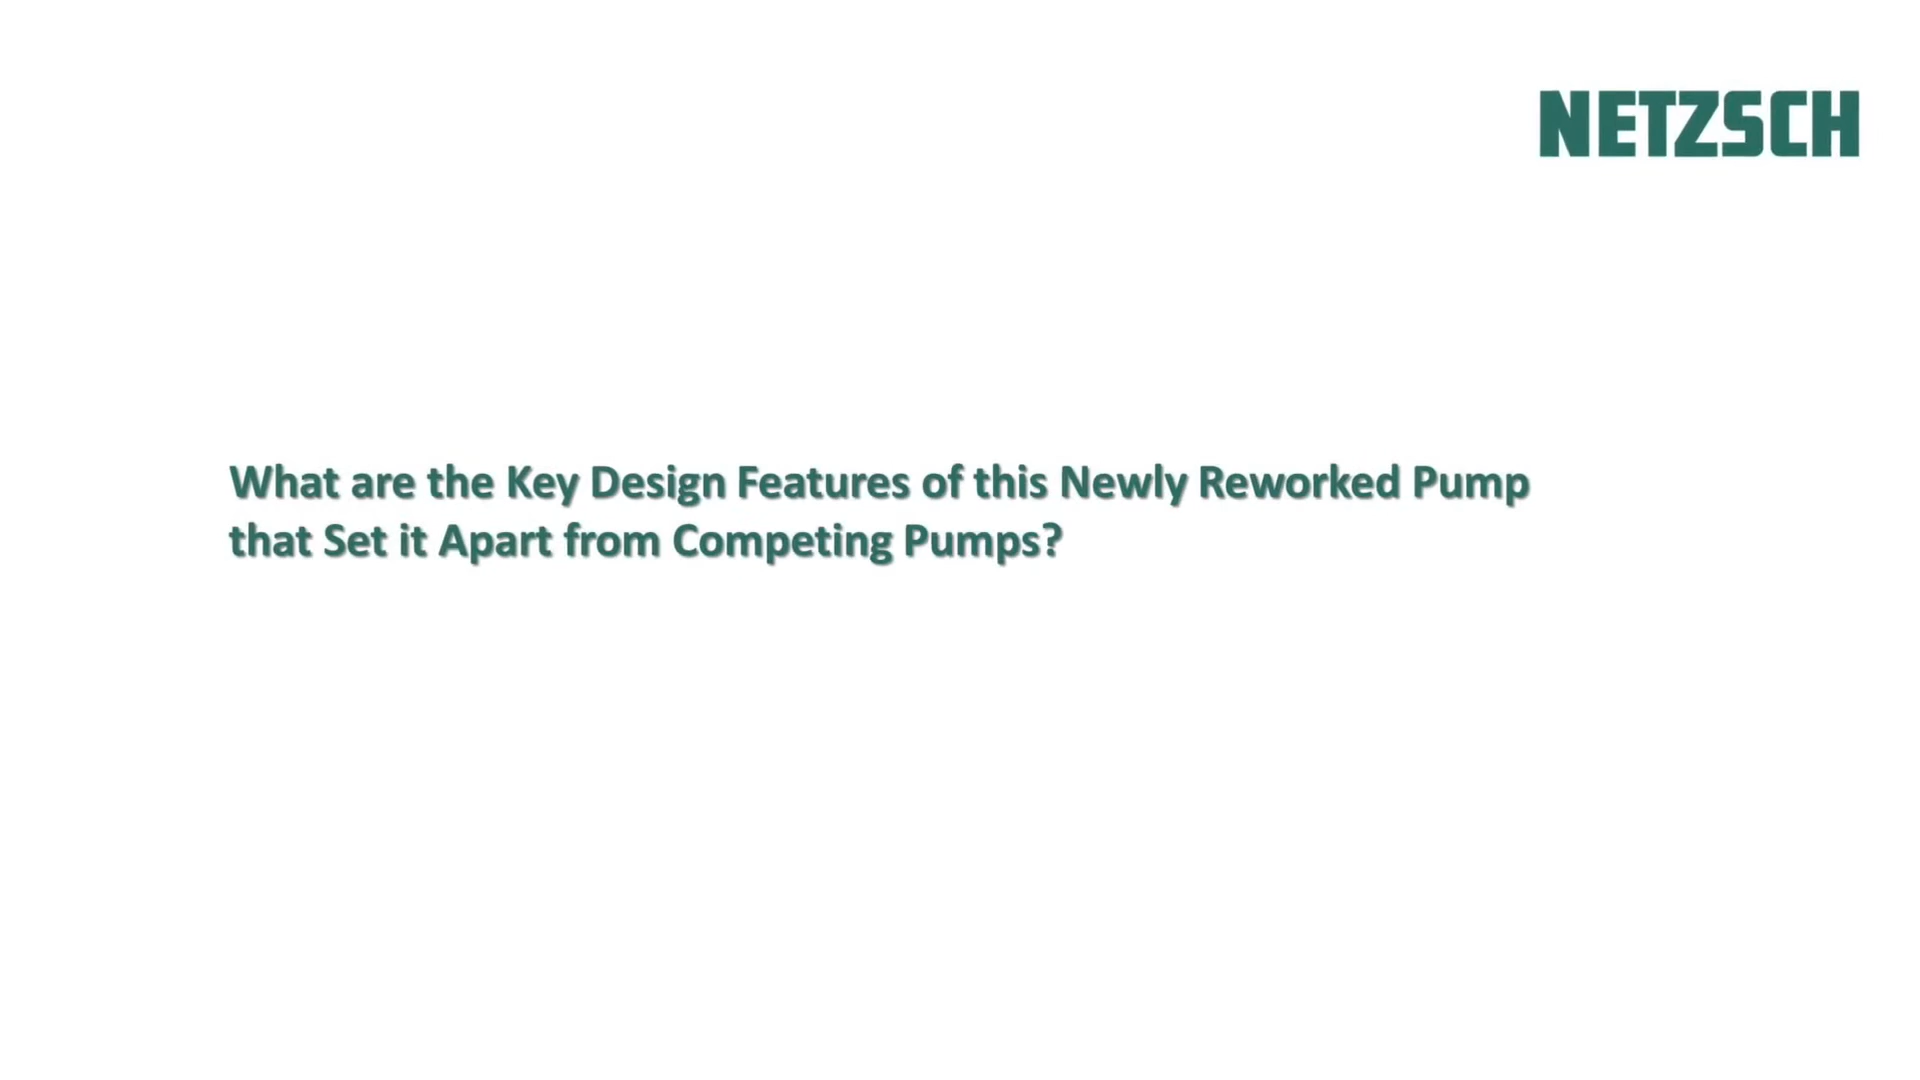 NETZSCH
What are the Key Design Features of this Newly Reworked Pump
that Set it Apart from Competing Pumps?